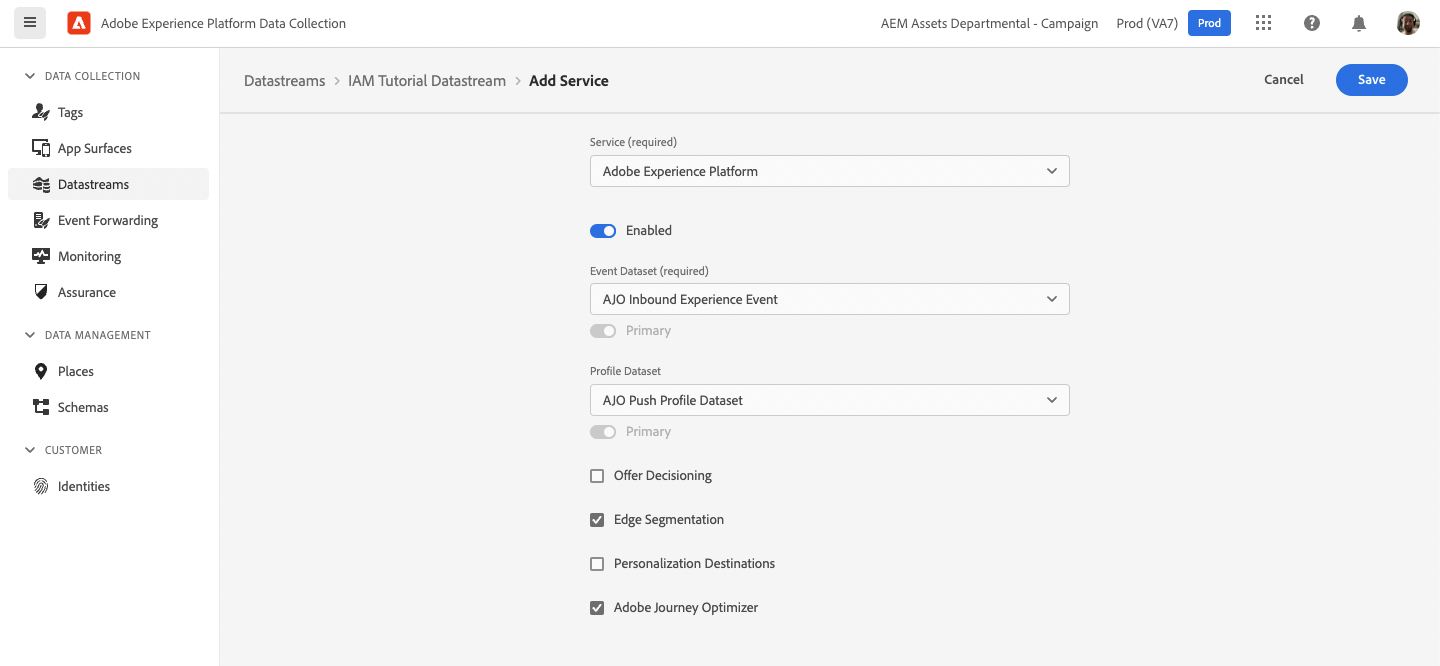 Adobe Experience Platform Data Collection
AEM Assets Departmental - Campaign
Prod (VA7)
Prod
DATA COLLECTION
Tags
App Surfaces
Datastreams
Event Forwarding
Monitoring
Assurance
DATA MANAGEMENT
Places
Schemas
CUSTOMER
Identities
Datastreams > IAM Tutorial Datastream > Add Service
Cancel
Save
Service (required)
Adobe Experience Platform
Enabled
Event Dataset (required)
AJO Inbound Experience Event
Primary
Profile Dataset
AJO Push Profile Dataset
Primary
Offer Decisioning
Edge Segmentation
Personalization Destinations
Adobe Journey Optimizer